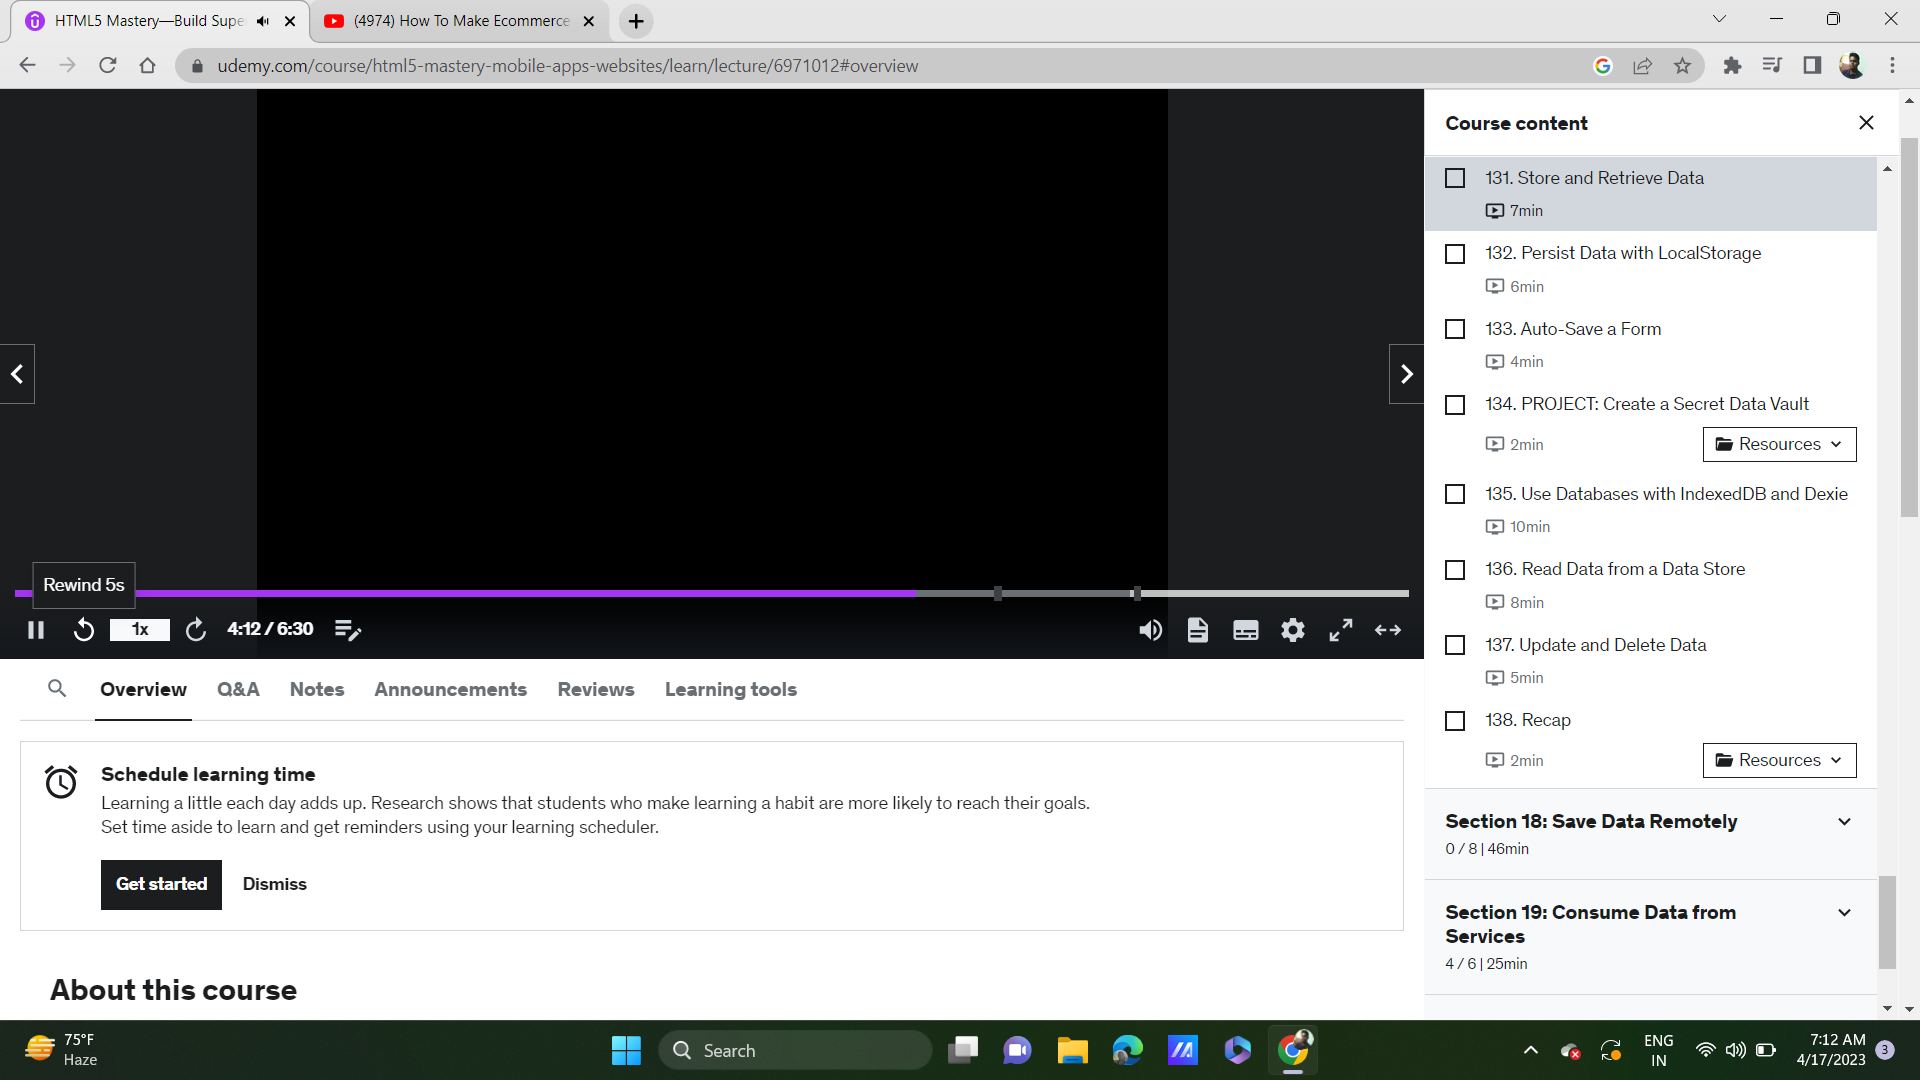 HTML5 Mastery—Build Supe
(4974) How To Make Ecommerce
udemy.com/course/html5-mastery-mobile-apps-websites/learn/lecture/6971012#overview
Course content
131. Store and Retrieve Data
7min
132. Persist Data with LocalStorage
6min
133. Auto-Save a Form
4min
134. PROJECT: Create a Secret Data Vault
2min
Resources
135. Use Databases with IndexedDB and Dexie
10min
136. Read Data from a Data Store
8min
137. Update and Delete Data
5min
138. Recap
2min
Resources
Section 18: Save Data Remotely
0 / 8 | 46min
Section 19: Consume Data from
Services
4 / 6 | 25min
Rewind 5s
1x
4:12 / 6:30
Overview
Q&A
Notes
Announcements
Reviews
Learning tools
Schedule learning time
Learning a little each day adds up. Research shows that students who make learning a habit are more likely to reach their goals.
Set time aside to learn and get reminders using your learning scheduler.
Get started
Dismiss
About this course
75°F
Haze
Search
ENG
IN
7:12 AM
4/17/2023
3